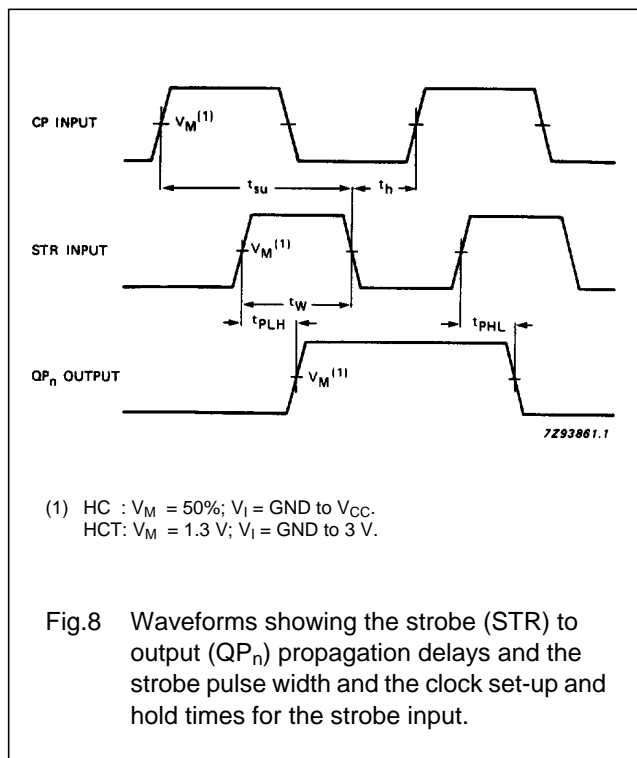 CP INPUT
V_M(1)
t_su
t_h
STR INPUT
V_M(1)
t_W
t_PLH
t_PHL
QP_n OUTPUT
V_M(1)
7Z93861.1
(1) HC : V_M = 50%; V_I = GND to V_CC.
HCT: V_M = 1.3 V; V_I = GND to 3 V.
Fig.8 Waveforms showing the strobe (STR) to
output (QP_n) propagation delays and the
strobe pulse width and the clock set-up and
hold times for the strobe input.